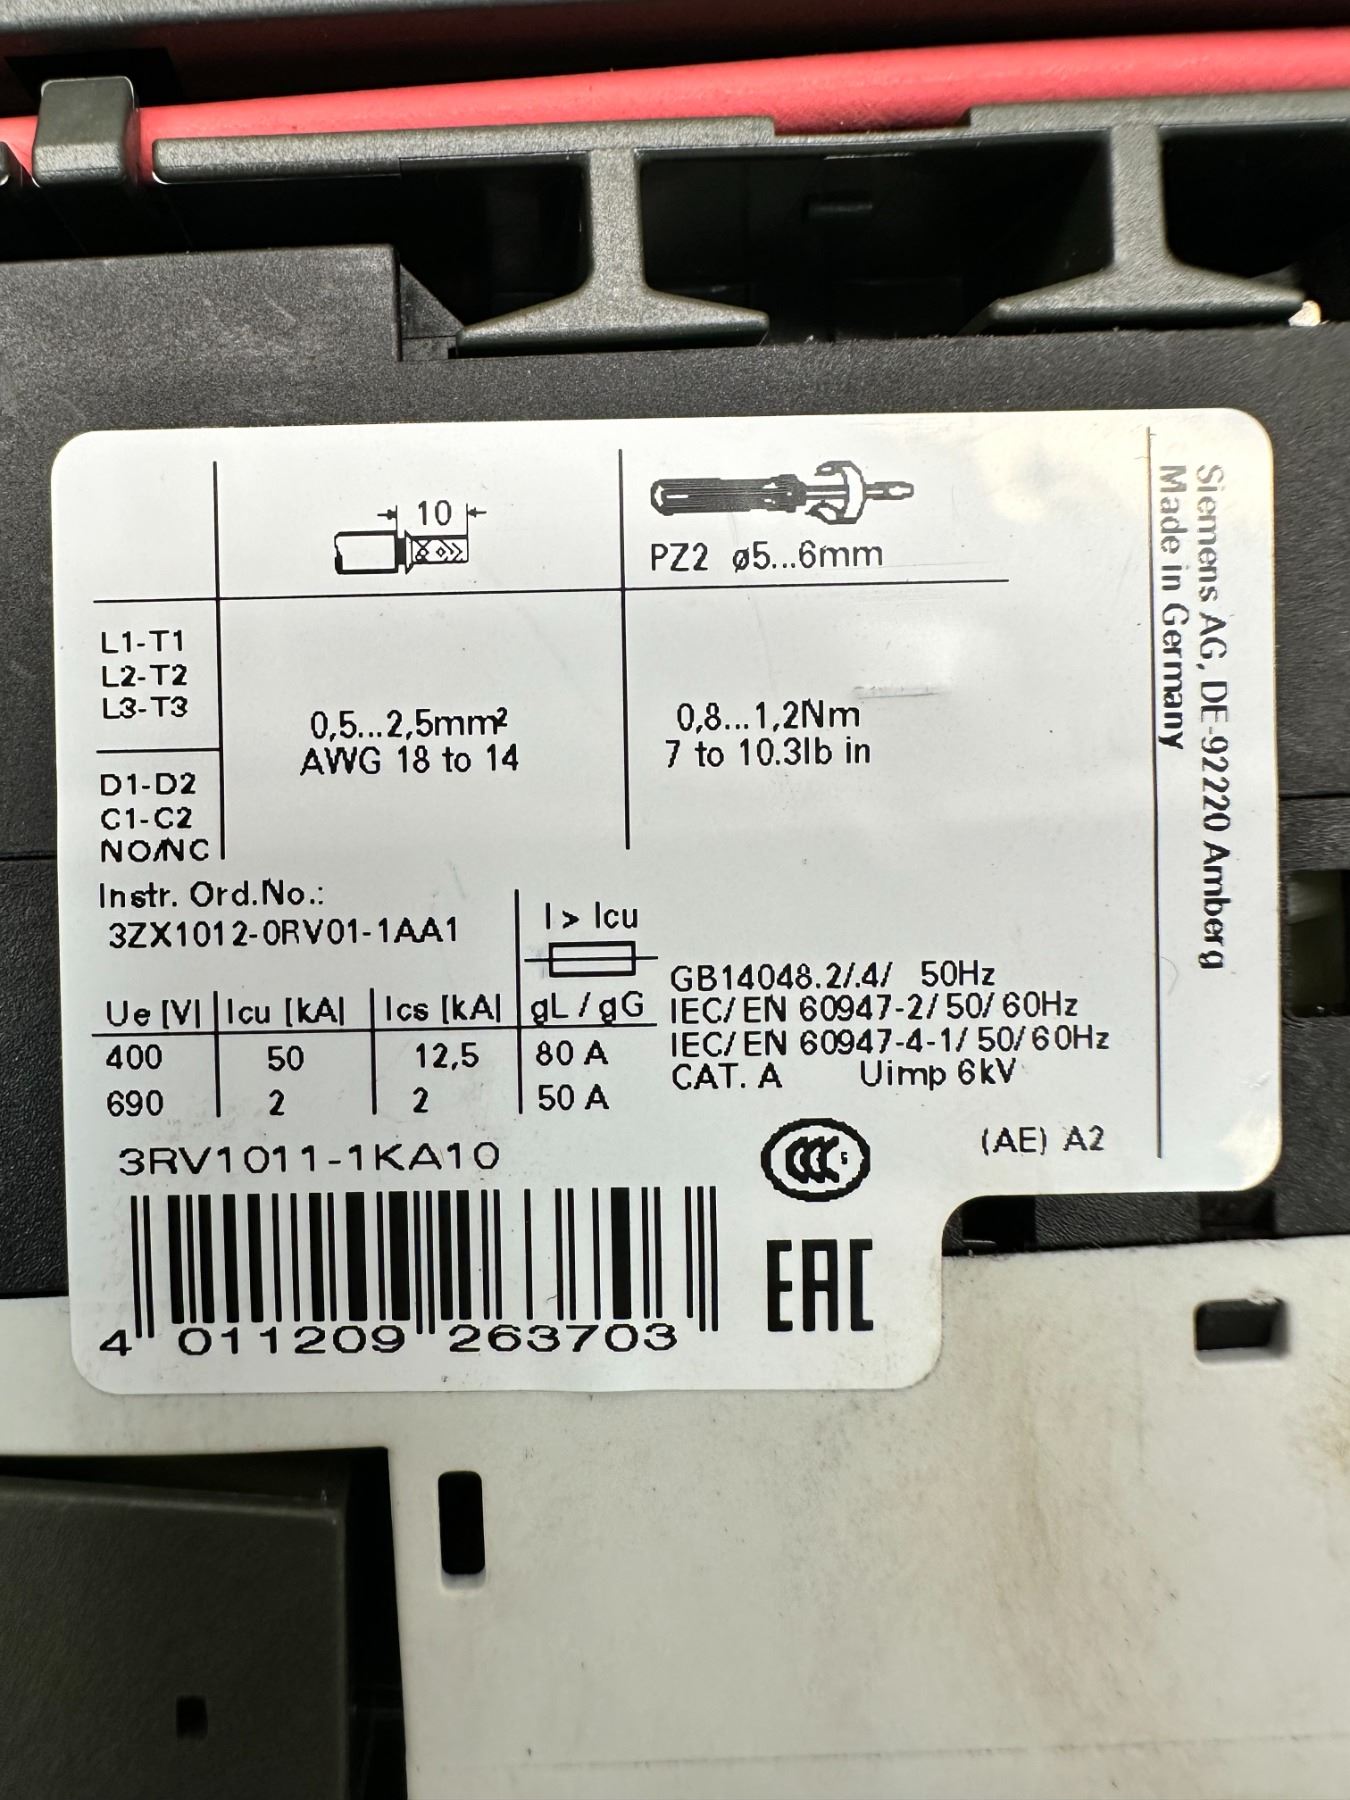 10
PZ2 ø5...6mm
L1-T1
L2-T2
L3-T3
0,5...2,5mm²
AWG 18 to 14
0,8...1,2Nm
7 to 10.3lb in
D1-D2
C1-C2
NO/NC
Instr. Ord.No.:
3ZX1012-0RV01-1AA1
I > Icu
Ue [V] Icu [kA] Ics [kA] gL / gG
400 50 12,5 80 A
690 2 2 50 A
GB14048.2/.4/ 50Hz
IEC/EN 60947-2/50/60Hz
IEC/EN 60947-4-1/50/60Hz
CAT. A Uimp 6kV
3RV1011-1KA10
CCC S
(AE) A2
EAC
4 011209 263703
Siemens AG, DE-92220 Amberg
Made in Germany